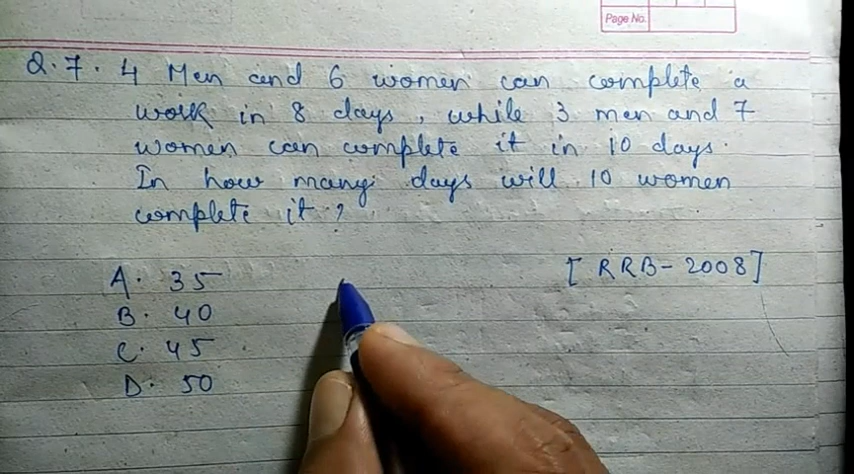 Page No.
Q.7. 4 Men and 6 women can complete a
work in 8 days, while 3 men and 7
women can complete it in 10 days.
In how many days will 10 women
complete it?
[RRB-2008]
A. 35
B. 40
C. 45
D. 50